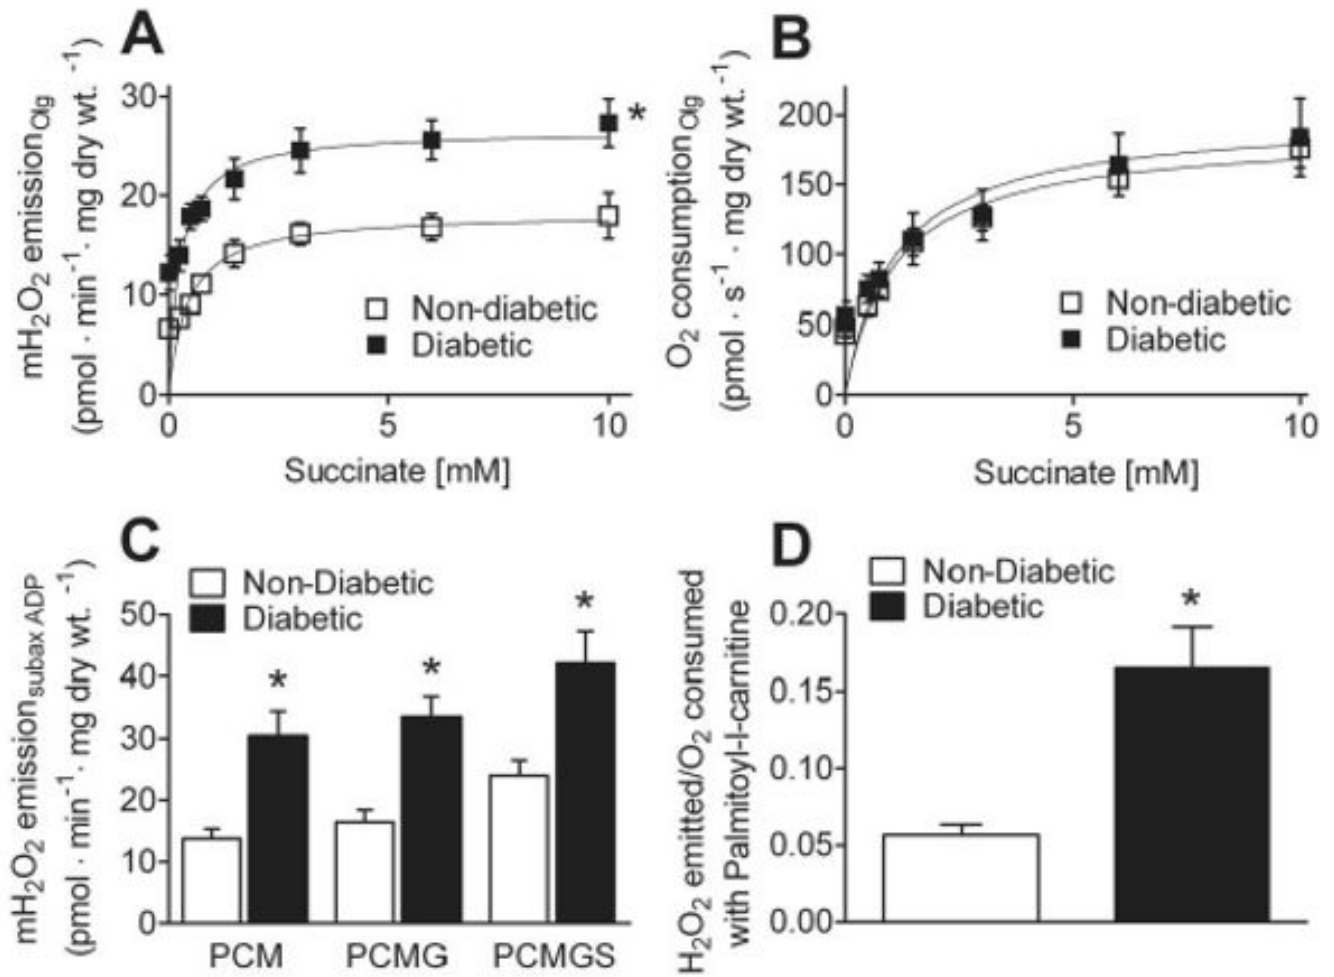 A
mH2O2 emissionOlg
(pmol · min-1 · mg dry wt. -1)
30
20
10
0
*
Non-diabetic
Diabetic
0 5 10
Succinate [mM]
B
O2 consumptionOlg
(pmol · s-1 · mg dry wt. -1)
200
150
100
50
0
Non-diabetic
Diabetic
0 5 10
Succinate [mM]
C
mH2O2 emissionsubax ADP
(pmol · min-1 · mg dry wt. -1)
Non-Diabetic
Diabetic
50
40
30
20
10
0
* * *
PCM PCMG PCMGS
D
H2O2 emitted/O2 consumed
with Palmitoyl-l-carnitine
Non-Diabetic
Diabetic
0.20
0.15
0.10
0.05
0.00
*